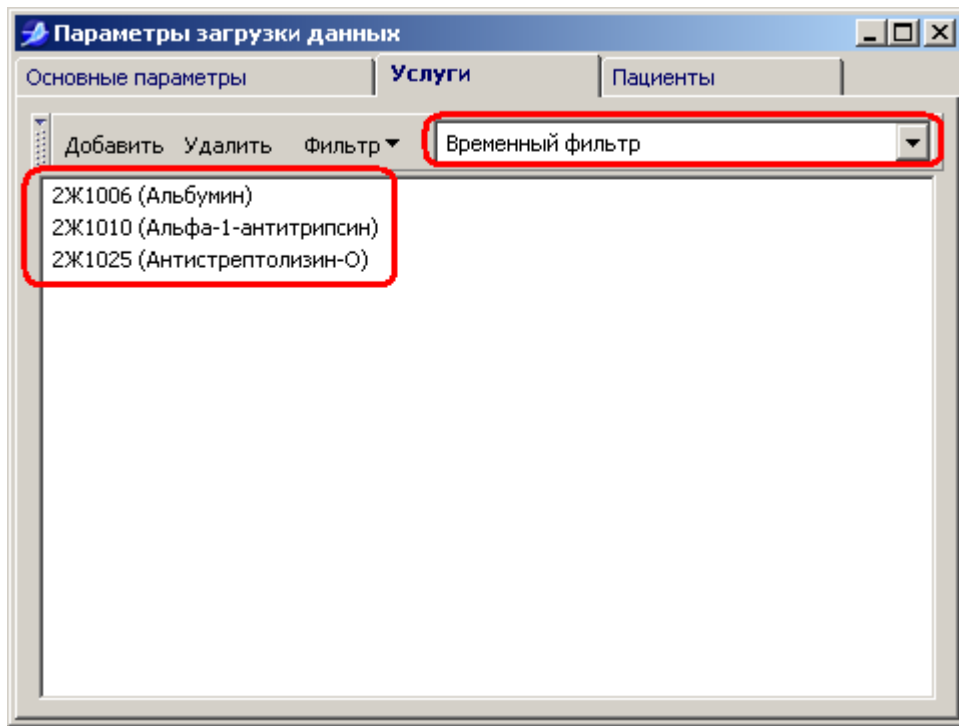 Параметры загрузки данных
Основные параметры Услуги Пациенты
Добавить Удалить Фильтр Временный фильтр
2Ж1006 (Альбумин)
2Ж1010 (Альфа-1-антитрипсин)
2Ж1025 (Антистрептолизин-О)